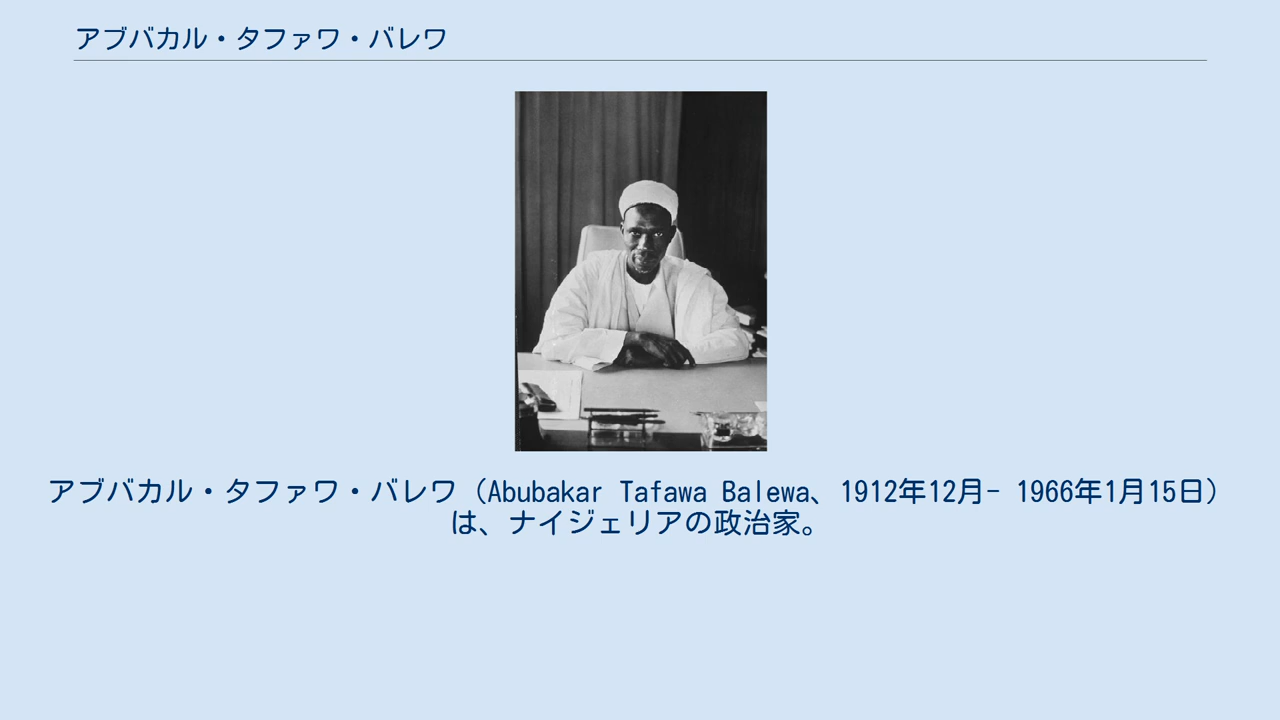 アブバカル・タファワ・バレワ
アブバカル・タファワ・バレワ（Abubakar Tafawa Balewa、1912年12月- 1966年1月15日）
は、ナイジェリアの政治家。